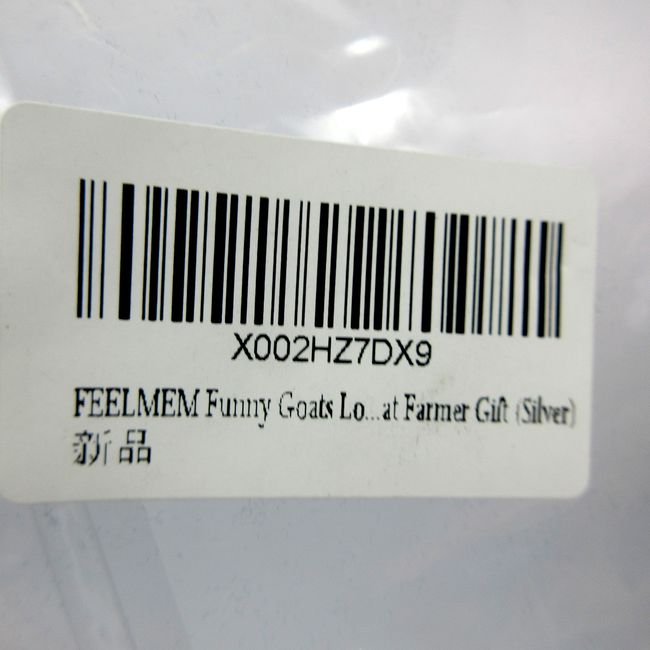 X002HZ7DX9
FEELMEM Funny Goats Lo...at Farmer Gift (Silver)
新品